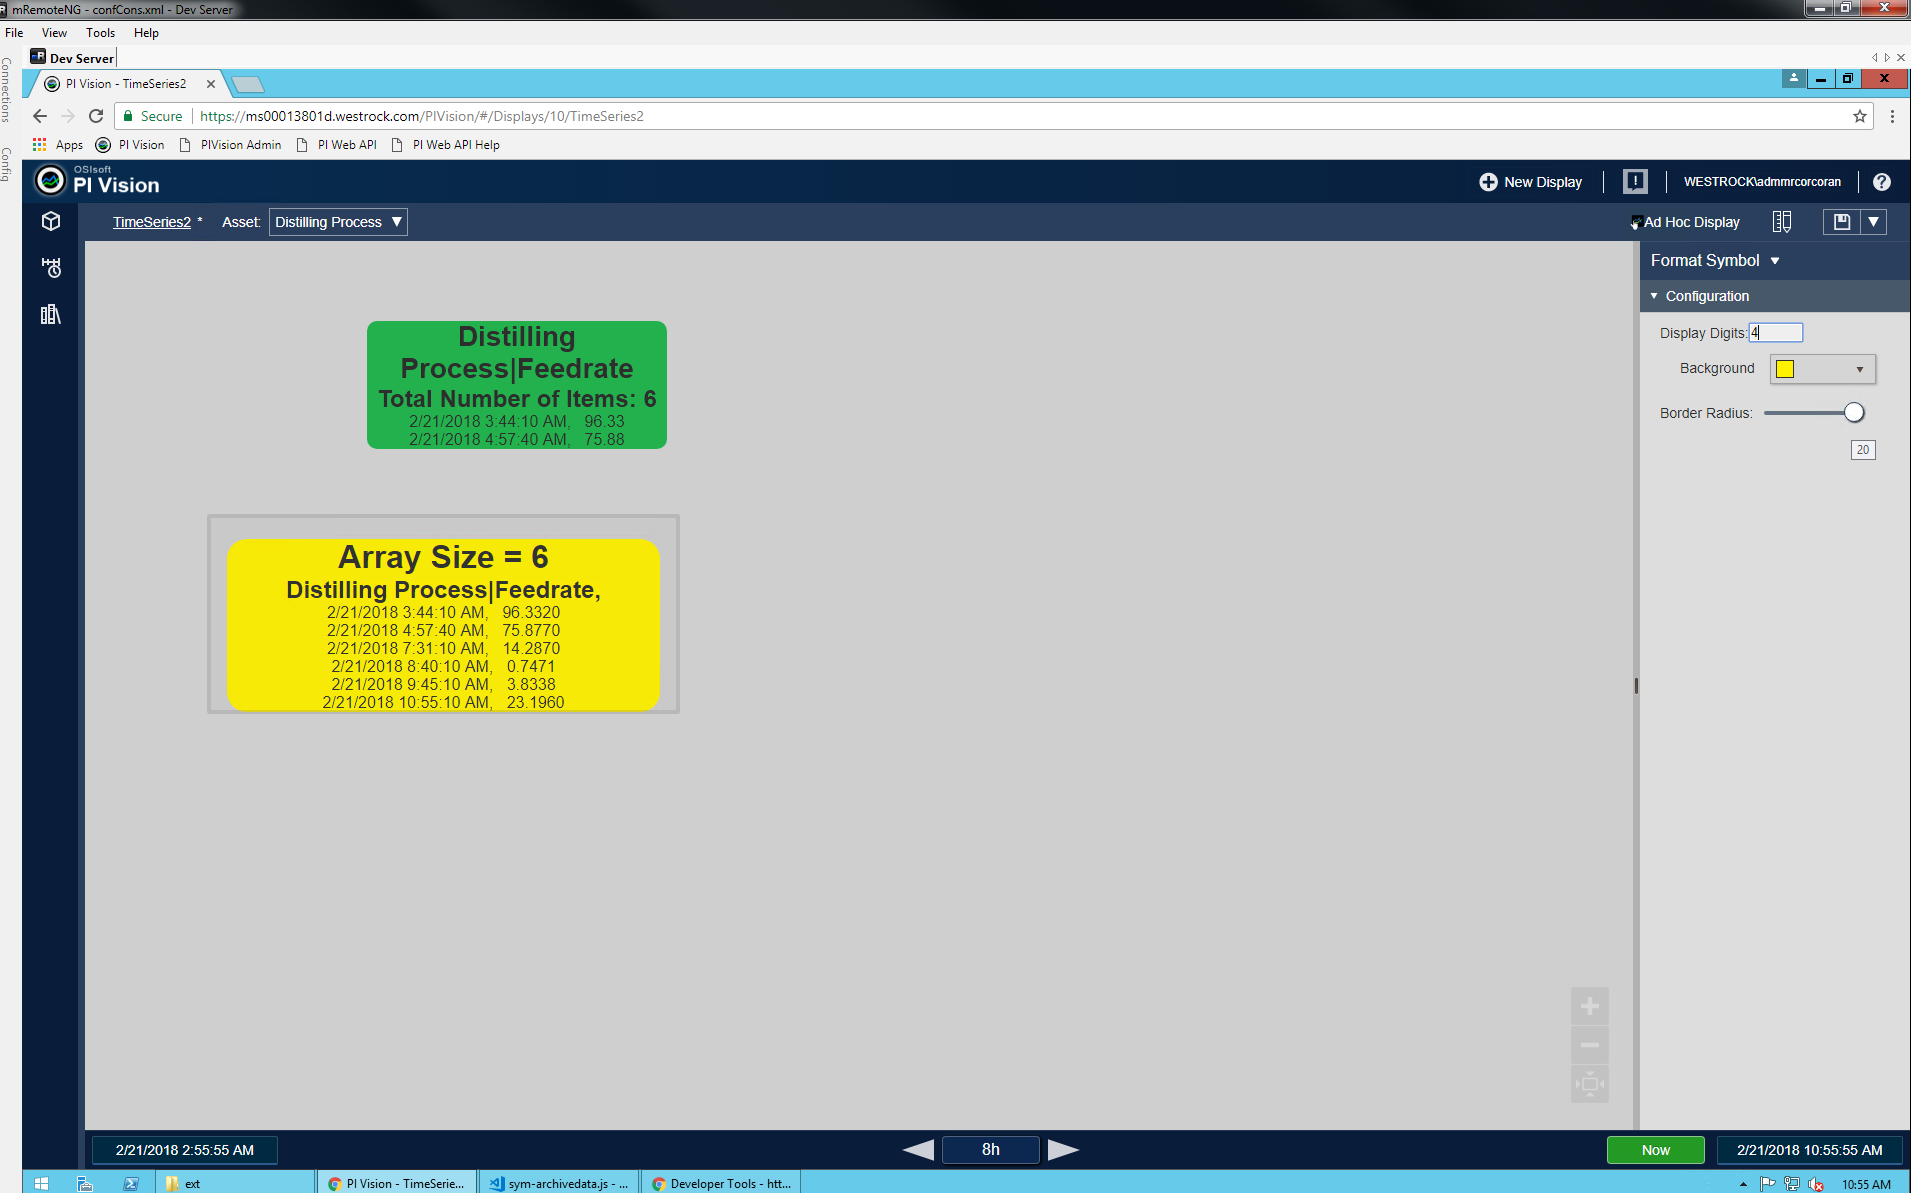 mRemoteNG - confCons.xml - Dev Server
File View Tools Help
Connections
Config
Dev Server
PI Vision - TimeSeries2
Secure https://ms00013801d.westrock.com/PIVision/#/Displays/10/TimeSeries2
Apps PI Vision PIVision Admin PI Web API PI Web API Help
OSIsoft
PI Vision
New Display WESTROCK\admmrcorcoran ?
TimeSeries2 * Asset: Distilling Process Ad Hoc Display
Format Symbol
Configuration
Display Digits: 4
Background
Border Radius:
20
Distilling
Process|Feedrate
Total Number of Items: 6
2/21/2018 3:44:10 AM, 96.33
2/21/2018 4:57:40 AM, 75.88
Array Size = 6
Distilling Process|Feedrate,
2/21/2018 3:44:10 AM, 96.3320
2/21/2018 4:57:40 AM, 75.8770
2/21/2018 7:31:10 AM, 14.2870
2/21/2018 8:40:10 AM, 0.7471
2/21/2018 9:45:10 AM, 3.8338
2/21/2018 10:55:10 AM, 23.1960
2/21/2018 2:55:55 AM 8h Now 2/21/2018 10:55:55 AM
ext PI Vision - TimeSerie... sym-archivedata.js - ... Developer Tools - htt... 10:55 AM